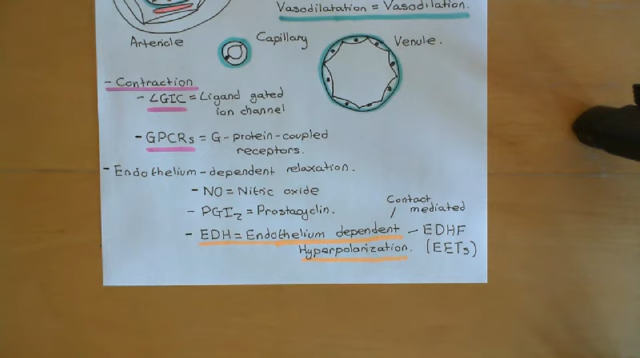 Vasodilatation = Vasodilation.
Arteriole
Capillary
Venule.
- Contraction
- LGIC = Ligand gated
ion channel
- GPCRs = G-protein-coupled
receptors.
- Endothelium-dependent relaxation.
- NO = Nitric oxide
- PGI2 = Prostacyclin.
Contact
/ mediated
- EDH = Endothelium dependent - EDHF
Hyperpolarization. (EETs)